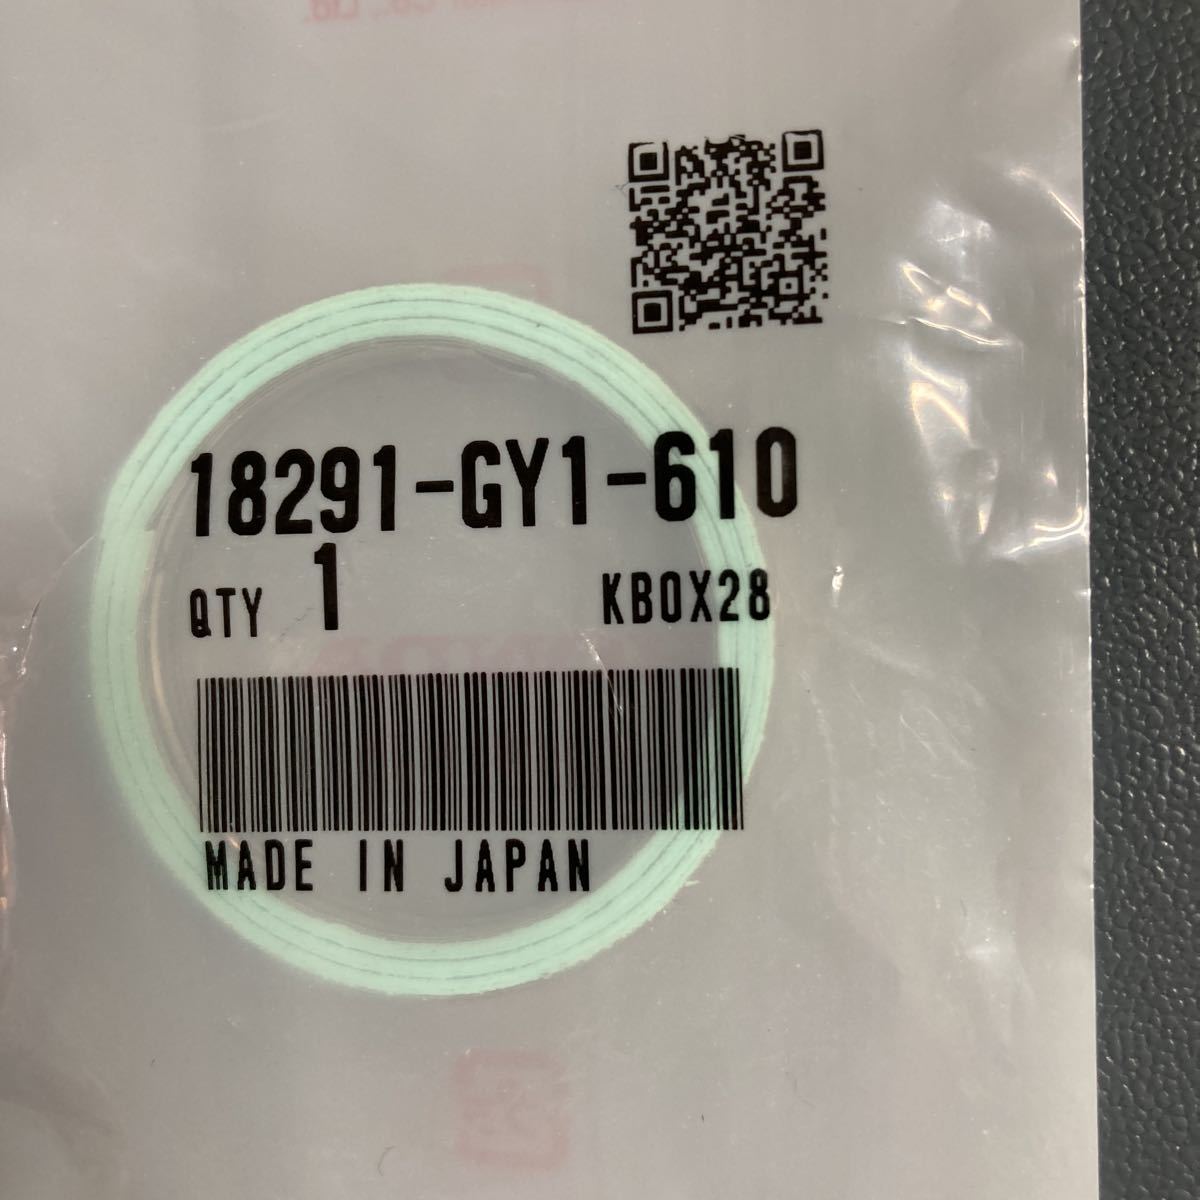 18291-GY1-610
QTY 1 KBOX28
MADE IN JAPAN